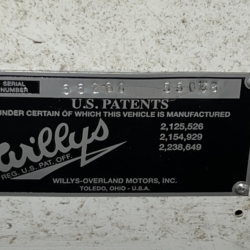 SERIAL
NUMBER
U.S. PATENTS
UNDER CERTAIN OF WHICH THIS VEHICLE IS MANUFACTURED
Willys
REG. U.S. PAT. OFF.
2,125,526
2,154,929
2,238,649
WILLYS-OVERLAND MOTORS, INC.
TOLEDO, OHIO - U.S.A.